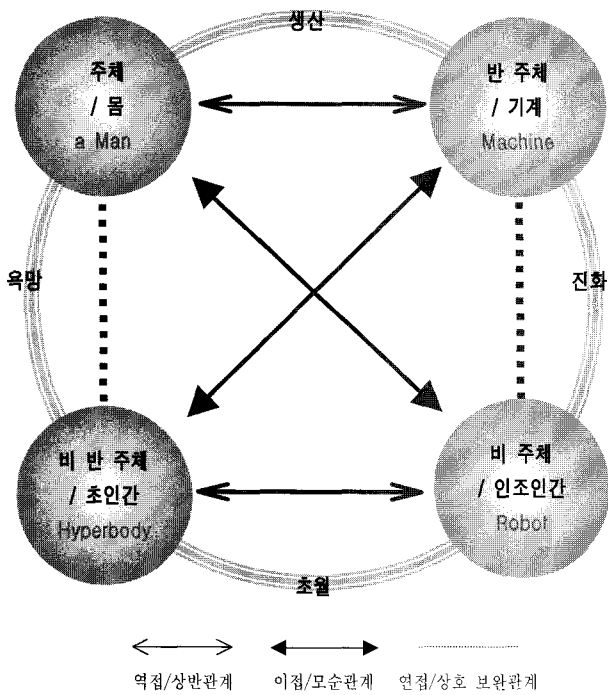 생산
주체
/ 몸
a Man
반 주체
/ 기계
Machine
욕망
진화
비 반 주체
/ 초인간
Hyperbody
비 주체
/ 인조인간
Robot
초월
역접/상반관계
이접/모순관계
연접/상호 보완관계